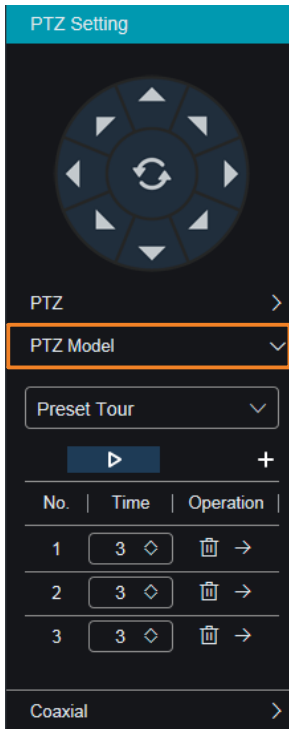 PTZ Setting
PTZ
PTZ Model
Preset Tour
No. | Time | Operation |
1 3
2 3
3 3
Coaxial